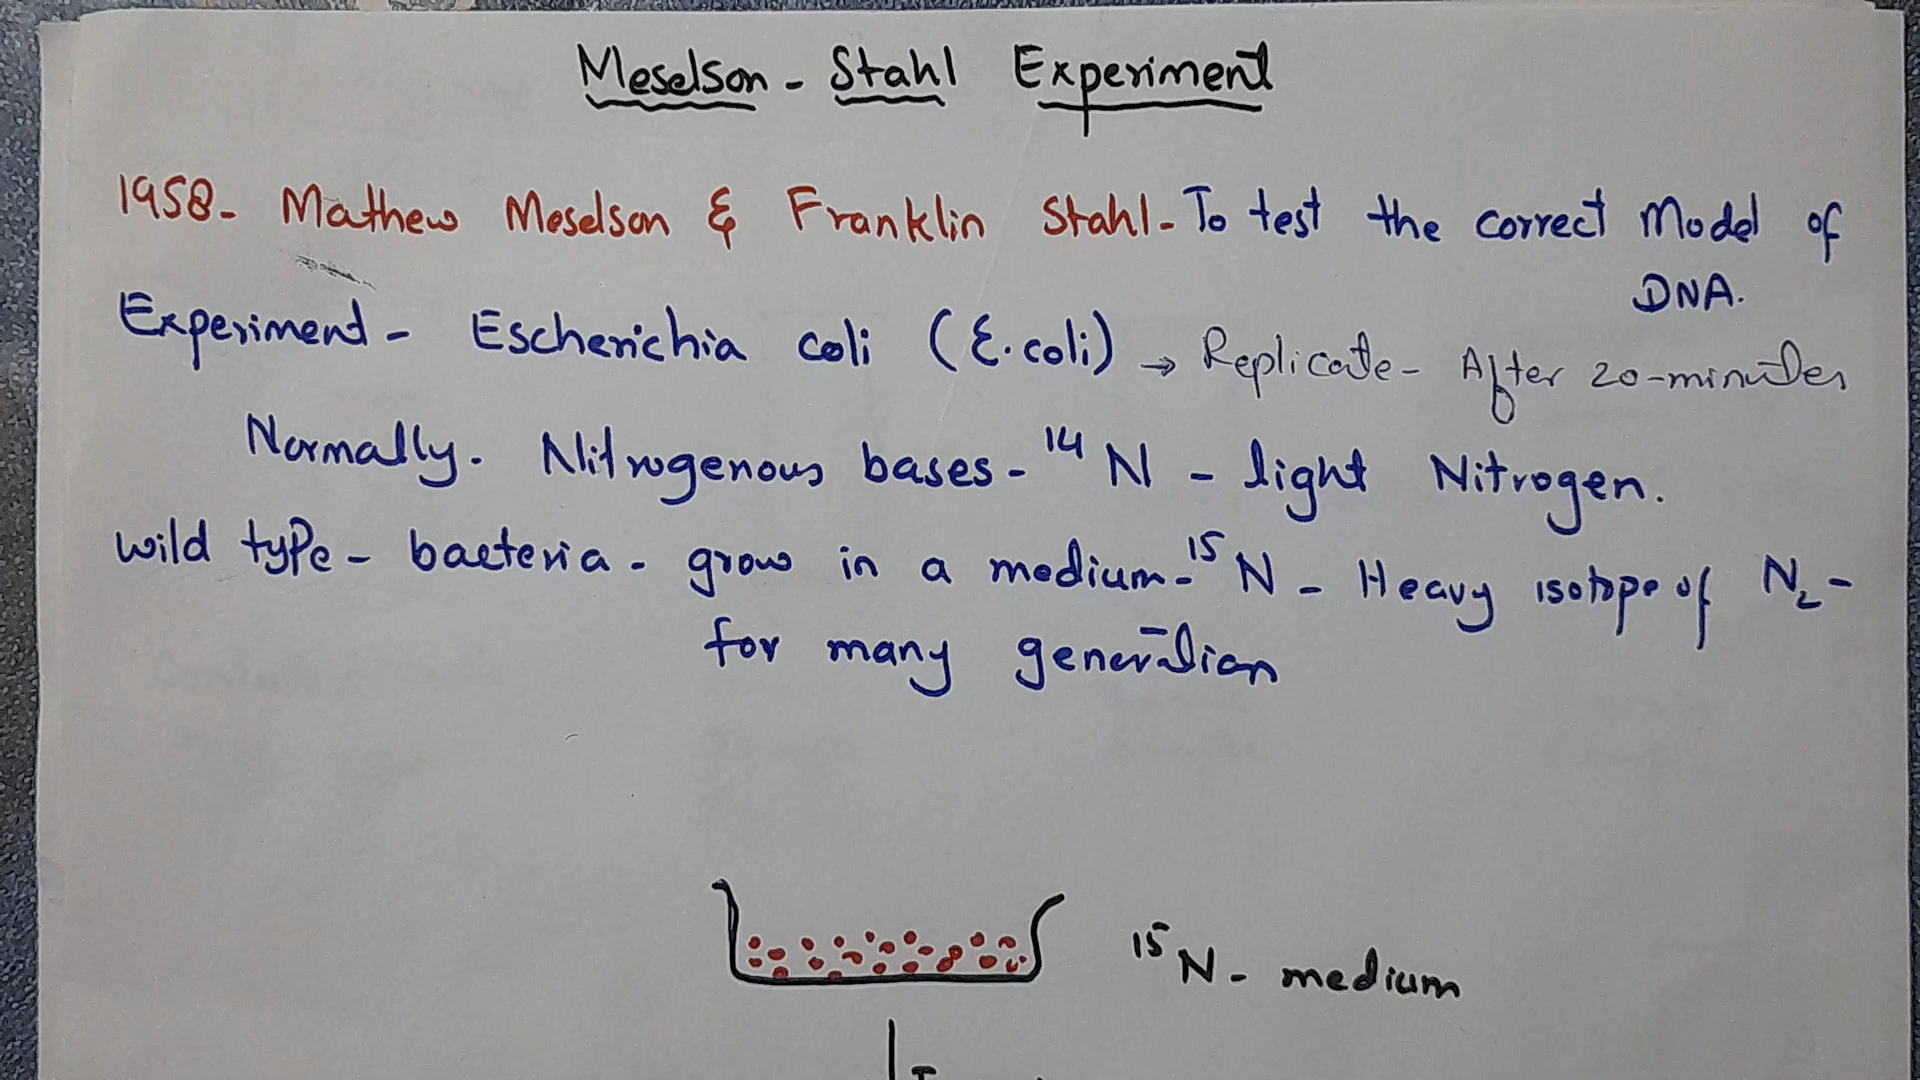 Meselson - Stahl Experiment
1958- Mathew Meselson & Franklin Stahl- To test the correct Model of
DNA.
Experiment - Escherichia coli (E.coli) → Replicate - After 20-minutes
Normally. Nitrogenous bases- ¹⁴N - light Nitrogen.
wild type - bacteria - grow in a medium- ¹⁵N - Heavy isotope of N₂ -
for many generation
¹⁵N - medium